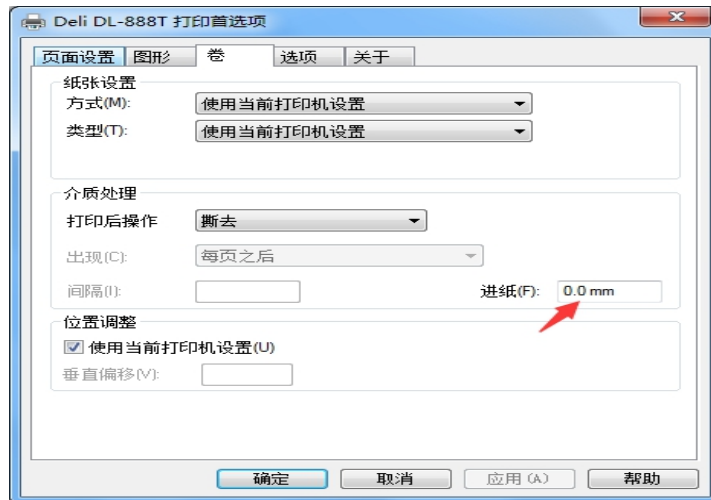 Deli DL-888T 打印首选项
页面设置 图形 卷 选项 关于
纸张设置
方式(M): 使用当前打印机设置
类型(T): 使用当前打印机设置
介质处理
打印后操作 撕去
出现(C): 每页之后
间隔(I): 进纸(F): 0.0 mm
位置调整
使用当前打印机设置(U)
垂直偏移(V):
确定 取消 应用(A) 帮助